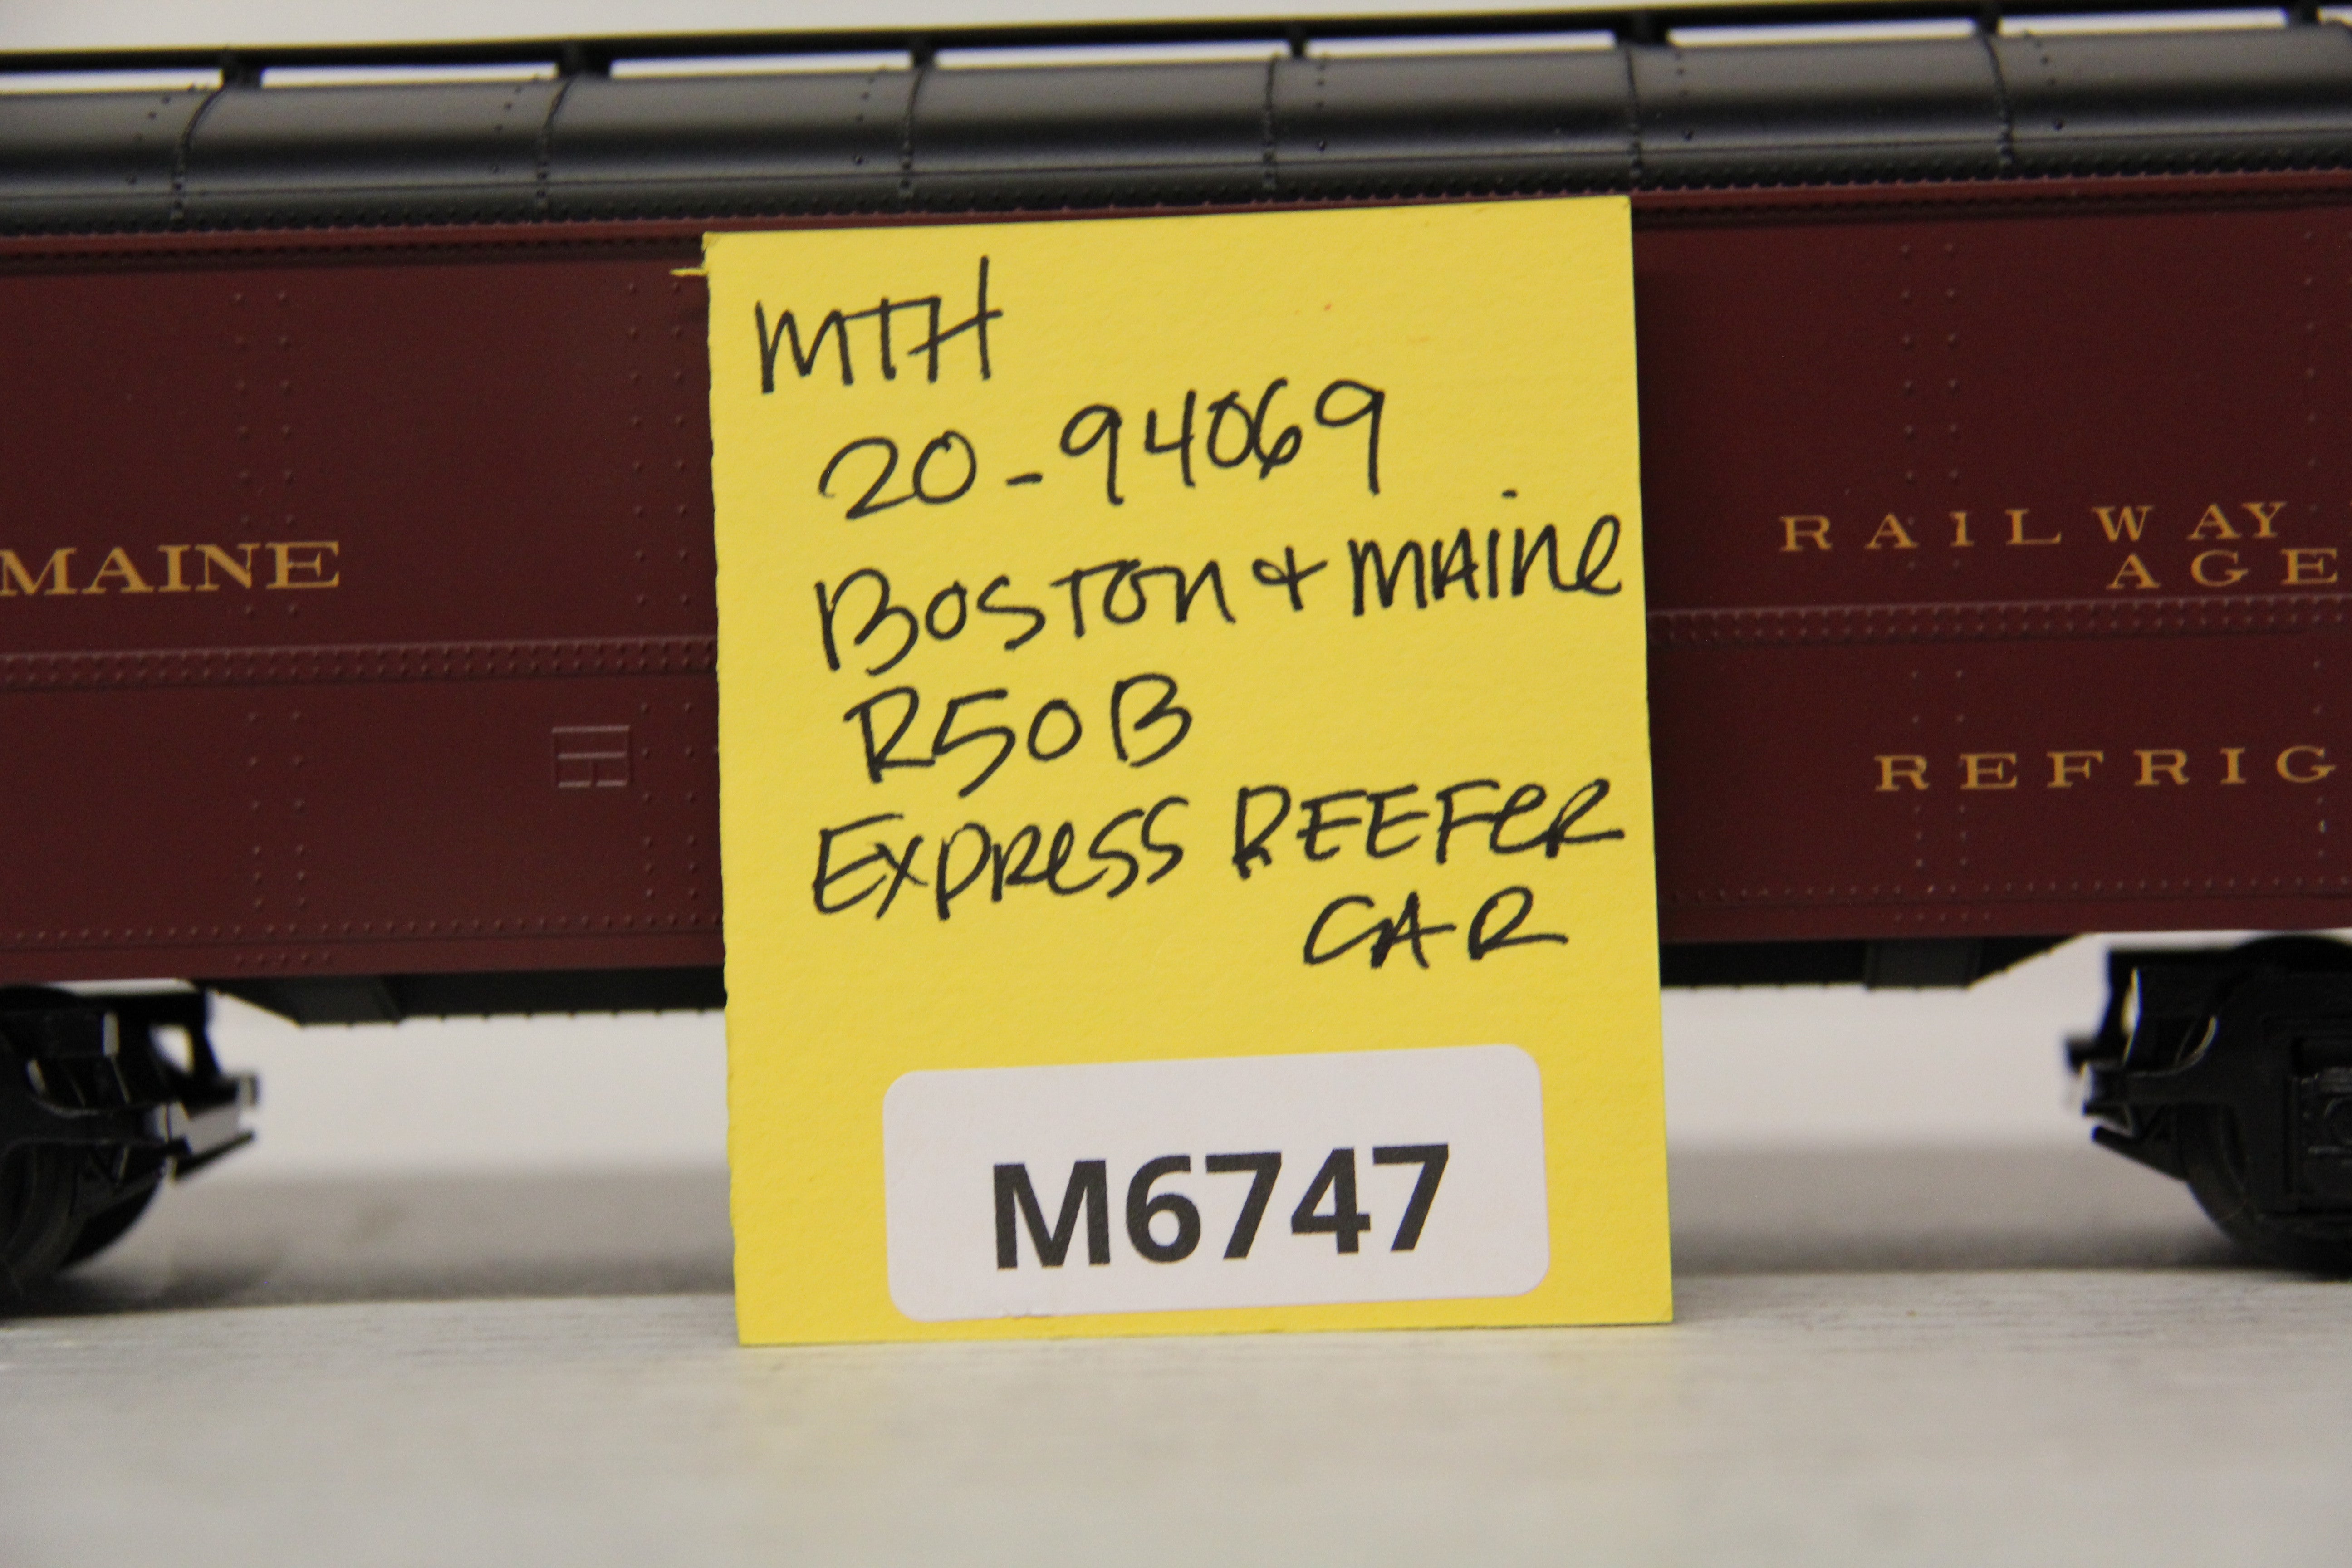 MTH
20-94069
BOSTON & MAINE
R50B
EXPRESS REEFER
CAR
M6747
MAINE
RAILWAY
AGE
REFRIG